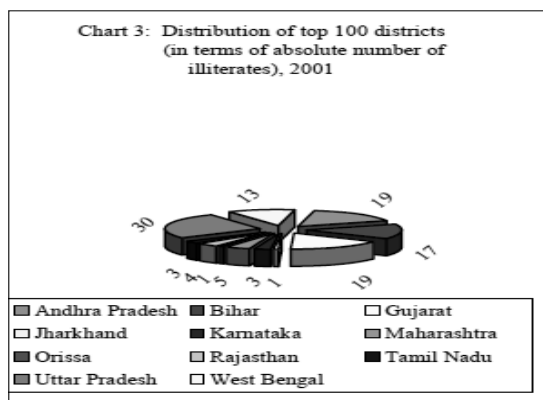 Chart 3: Distribution of top 100 districts
(in terms of absolute number of
illiterates), 2001
13
19
30
17
3
4
1
5
3
1
19
Andhra Pradesh Bihar Gujarat
Jharkhand Karnataka Maharashtra
Orissa Rajasthan Tamil Nadu
Uttar Pradesh West Bengal